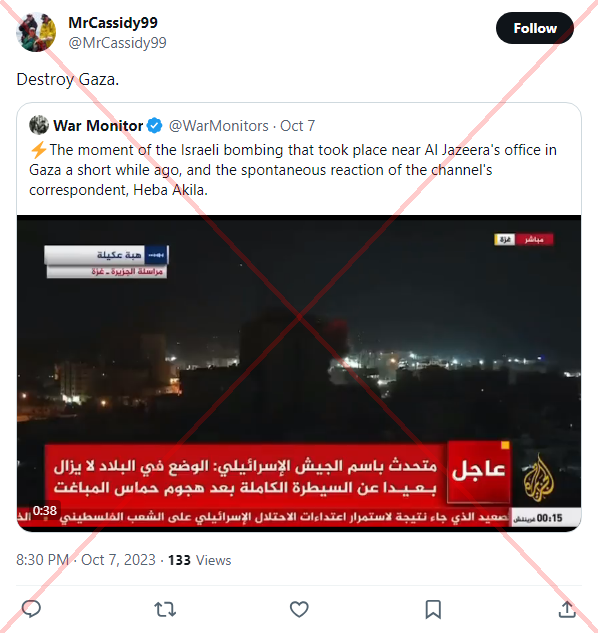 MrCassidy99
@MrCassidy99
Follow
Destroy Gaza.
War Monitor @WarMonitors · Oct 7
⚡The moment of the Israeli bombing that took place near Al Jazeera's office in
Gaza a short while ago, and the spontaneous reaction of the channel's
correspondent, Heba Akila.
هبة عكيلة
مراسلة الجزيرة - غزة
مباشر غزة
عاجل
متحدث باسم الجيش الإسرائيلي: الوضع في البلاد لا يزال
بعيدا عن السيطرة الكاملة بعد هجوم حماس المباغت
صعيد الذي جاء نتيجة لاستمرار اعتداءات الاحتلال الإسرائيلي على الشعب الفلسطيني
00:15 غرينتش
0:38
8:30 PM · Oct 7, 2023 · 133 Views